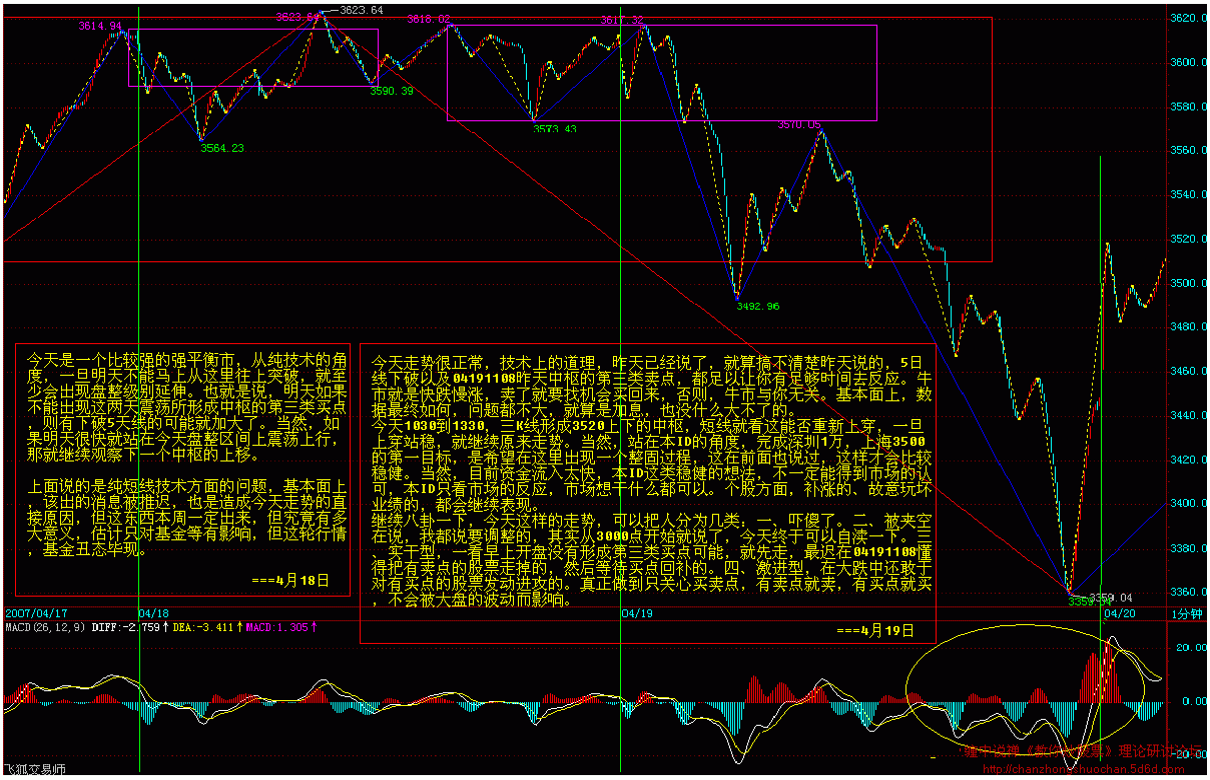 3623.64
3620.0
3614.94
3623.64
3618.02
3617.32
3600.0
3590.39
3580.0
3573.43
3570.05
3564.23
3560.0
3540.0
3520.0
3500.0
3492.96
3480.0
3460.0
3440.0
3420.0
3400.0
3380.0
3360.0
今天是一个比较强的强平衡市，从纯技术的角
度，一旦明天不能马上从这里往上突破，就至
少会出现盘整级别延伸。也就是说，明天如果
不能出现这两天震荡所形成中枢的第三类买点
，则有下破5天线的可能就加大了。当然，如
果明天很快就站在今天盘整区间上震荡上行，
那就继续观察下一个中枢的上移。
上面说的是纯短线技术方面的问题，基本面上
，该出的消息被推迟，也是造成今天走势的直
接原因，但这东西本周一定出来，但究竟有多
大意义，估计只对基金等有影响，但这轮行情
，基金丑态毕现。
===4月18日
今天走势很正常，技术上的道理，昨天已经说了，就算搞不清楚昨天说的，5日
线下破以及04191108昨天中枢的第三类卖点，都足以让你有足够时间去反应。牛
市就是快跌慢涨，卖了就要找机会买回来，否则，牛市与你无关。基本面上，数
据最终如何，问题都不大，就算是加息，也没什么大不了的。
今天1030到1330，三K线形成3520上下的中枢，短线就看这能否重新上穿，一旦
上穿站稳，就继续原来走势。当然，站在本ID的角度，完成深圳1万，上海3500
的第一目标，是希望在这里出现一个整固过程，这在前面也说过，这样才会比较
稳健。当然，目前资金流入太快，本ID这类稳健的想法，不一定能得到市场的认
可，本ID只看市场的反应，市场想干什么都可以。个股方面，补涨的、故意玩坏
业绩的，都会继续表现。
继续八卦一下，今天这样的走势，可以把人分为几类：一、吓傻了。二、被夹空
在说，我都说要调整的，其实从3000点开始就说了，今天终于可以自渎一下。三
、实干型，一看早上开盘没有形成第三类买点可能，就先走，最迟在04191108懂
得把有卖点的股票走掉的，然后等待买点回补的。四、激进型，在大跌中还敢于
对有买点的股票发动进攻的。真正做到只关心买卖点，有卖点就卖，有买点就买
，不会被大盘的波动而影响。
===4月19日
3359.04
2007/04/17
04/18
04/19
04/20
1分钟
MACD(26,12,9) DIFF:-2.759↑ DEA:-3.411↑ MACD:1.305↑
20.00
0.00
-20.00
http://chanzhongshuochan.5d6d.com
飞狐交易师